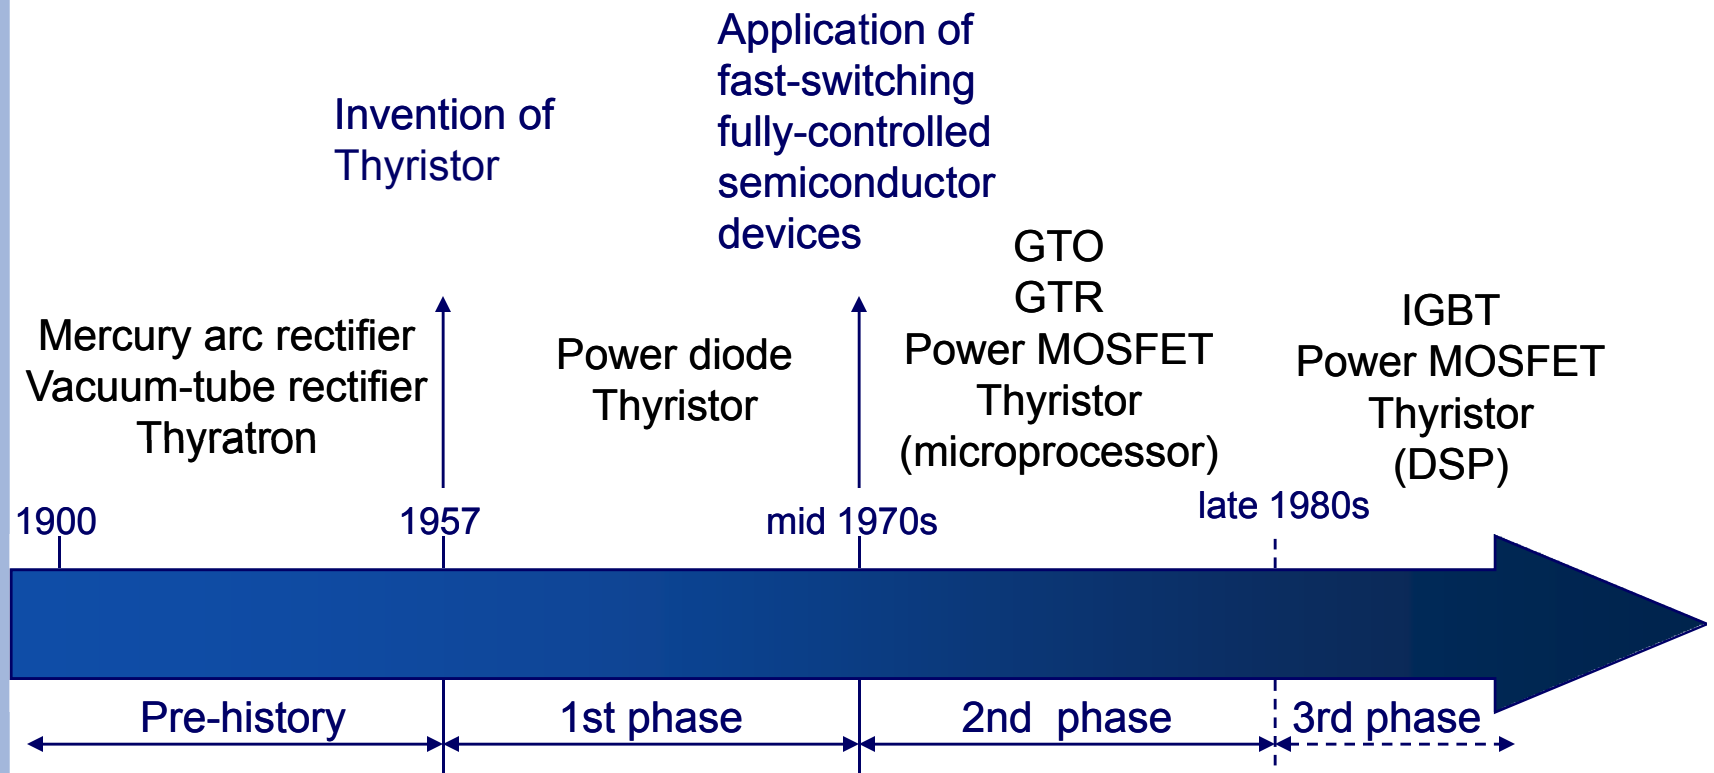 Application of
fast-switching
fully-controlled
semiconductor
devices
Invention of
Thyristor
Mercury arc rectifier
Vacuum-tube rectifier
Thyratron
Power diode
Thyristor
GTO
GTR
Power MOSFET
Thyristor
(microprocessor)
IGBT
Power MOSFET
Thyristor
(DSP)
1900
1957
mid 1970s
late 1980s
Pre-history
1st phase
2nd phase
3rd phase